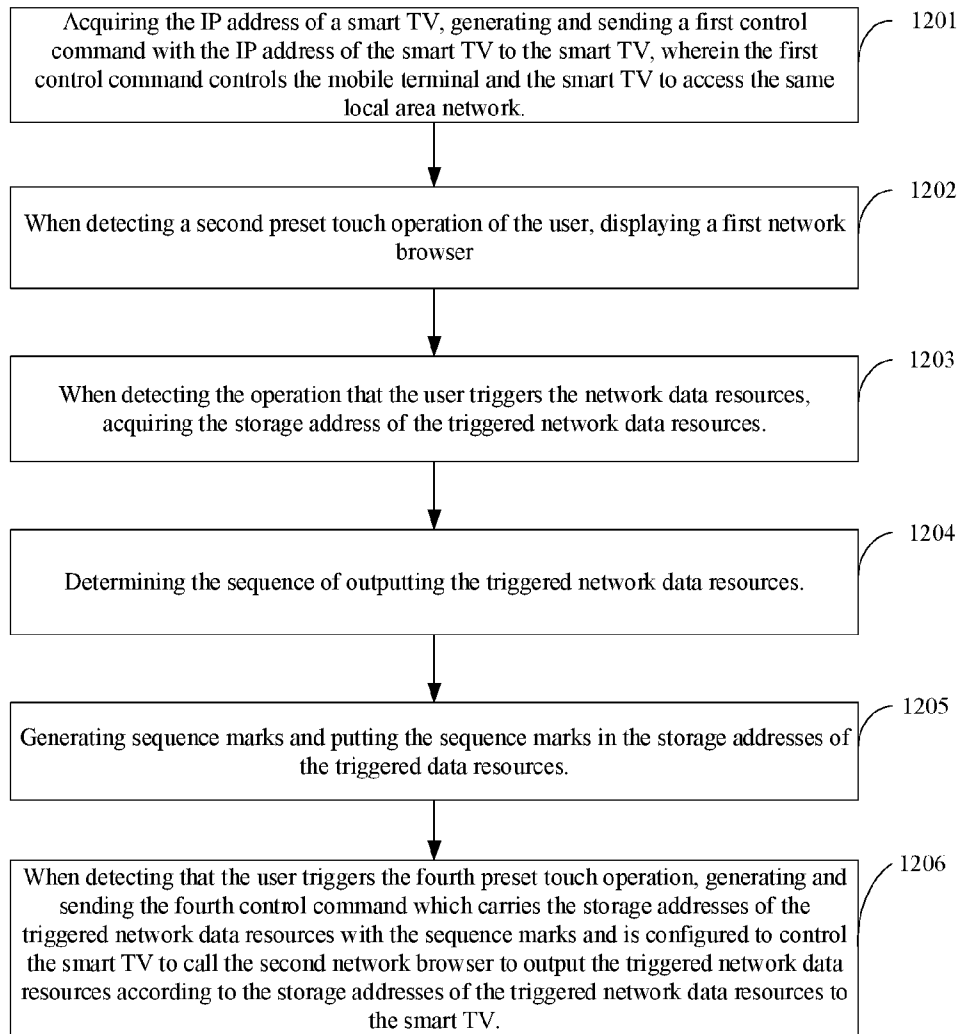 Acquiring the IP address of a smart TV, generating and sending a first control
command with the IP address of the smart TV to the smart TV, wherein the first
control command controls the mobile terminal and the smart TV to access the same
local area network.
1201
When detecting a second preset touch operation of the user, displaying a first network
browser
1202
When detecting the operation that the user triggers the network data resources,
acquiring the storage address of the triggered network data resources.
1203
Determining the sequence of outputting the triggered network data resources.
1204
Generating sequence marks and putting the sequence marks in the storage addresses of
the triggered data resources.
1205
When detecting that the user triggers the fourth preset touch operation, generating and
sending the fourth control command which carries the storage addresses of the
triggered network data resources with the sequence marks and is configured to control
the smart TV to call the second network browser to output the triggered network data
resources according to the storage addresses of the triggered network data resources to
the smart TV.
1206